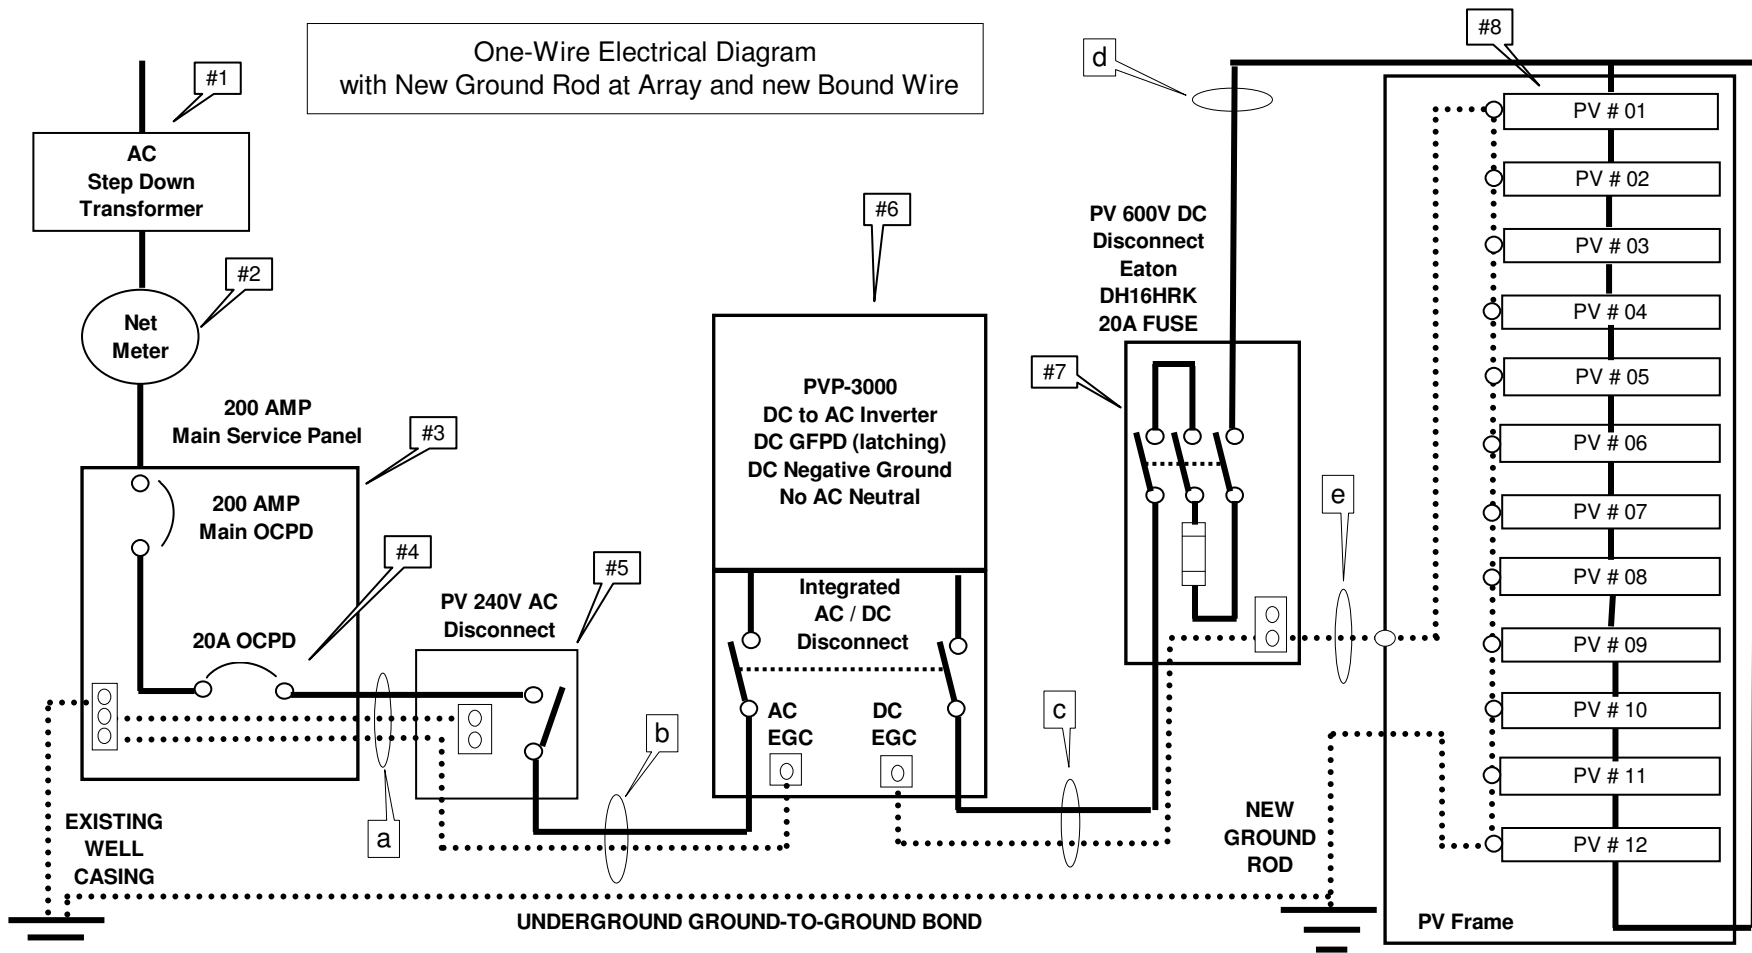 One-Wire Electrical Diagram
with New Ground Rod at Array and new Bound Wire
#1
AC
Step Down
Transformer
#2
Net
Meter
200 AMP
Main Service Panel
#3
200 AMP
Main OCPD
#4
20A OCPD
#5
PV 240V AC
Disconnect
a
b
EXISTING
WELL
CASING
#6
PVP-3000
DC to AC Inverter
DC GFPD (latching)
DC Negative Ground
No AC Neutral
Integrated
AC / DC
Disconnect
AC
EGC
DC
EGC
c
d
PV 600V DC
Disconnect
Eaton
DH16HRK
20A FUSE
#7
e
NEW
GROUND
ROD
UNDERGROUND GROUND-TO-GROUND BOND
#8
PV # 01
PV # 02
PV # 03
PV # 04
PV # 05
PV # 06
PV # 07
PV # 08
PV # 09
PV # 10
PV # 11
PV # 12
PV Frame